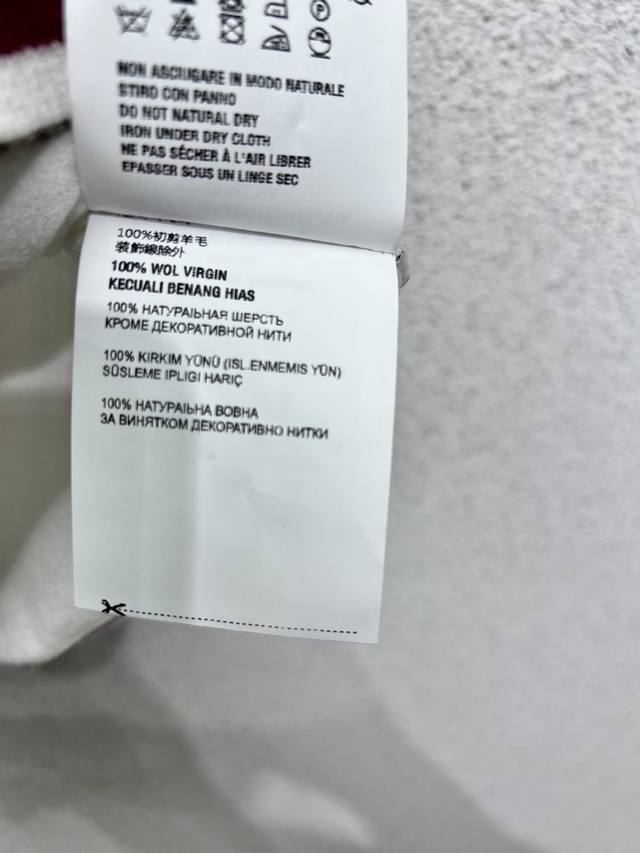 NON ASCIUGARE IN MODO NATURALE
STIRO CON PANNO
DO NOT NATURAL DRY
IRON UNDER DRY CLOTH
NE PAS SÉCHER À L'AIR LIBRER
EPASSER SOUS UN LINGE SEC
100%初剪羊毛
装飾線除外
100% WOL VIRGIN
KECUALI BENANG HIAS
100% НАТУРАІЬНАЯ ШЕРСТЬ
КРОМЕ ДЕКОРАТИВНОЙ НИТИ
100% KIRKIM YÜNÜ (ISL.ENMEMIS YÜN)
SÜSLEME IPLIGI HARIÇ
100% НАТУРАІЬНА ВОВНА
ЗА ВИНЯТКОМ ДЕКОРАТИВНО НИТКИ